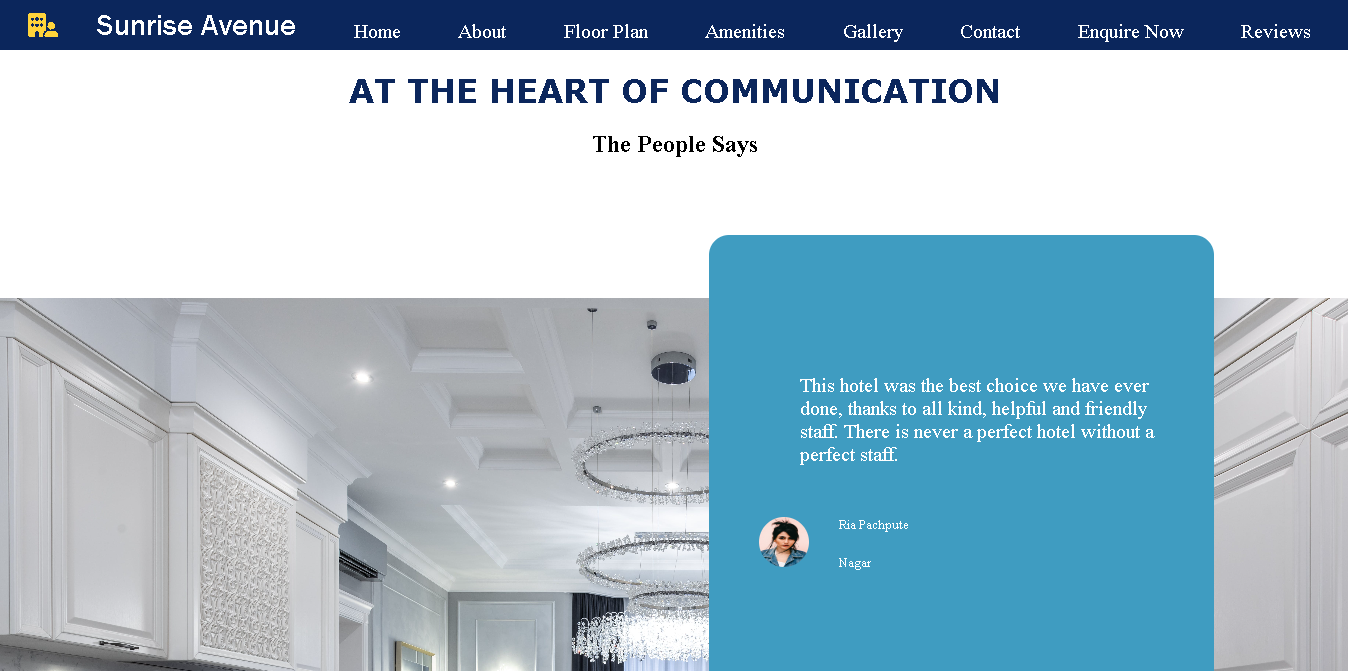 Sunrise Avenue
Home
About
Floor Plan
Amenities
Gallery
Contact
Enquire Now
Reviews
AT THE HEART OF COMMUNICATION
The People Says
This hotel was the best choice we have ever
done, thanks to all kind, helpful and friendly
staff. There is never a perfect hotel without a
perfect staff.
Ria Pachpute
Nagar